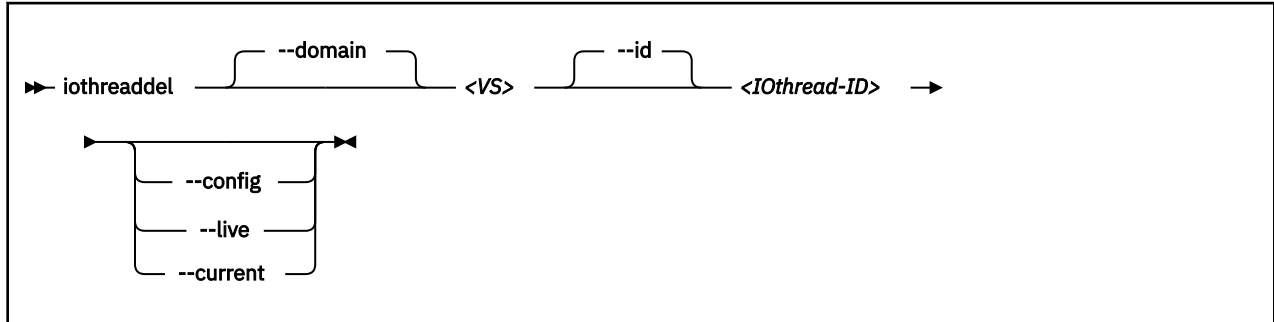 --domain --id
iothreaddel <VS> <IOthread-ID>
--config
--live
--current